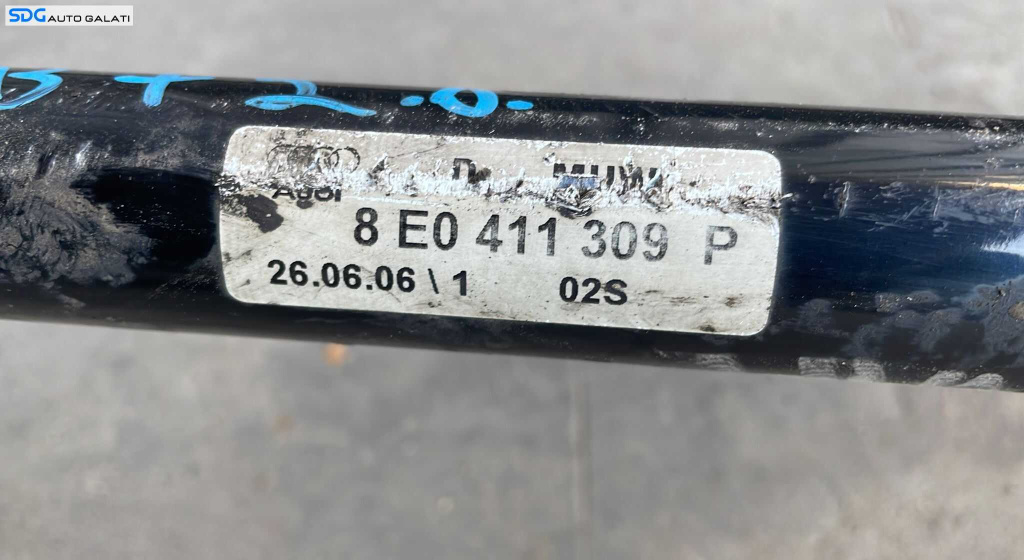 SDG AUTO GALATI
B T 2.0.
Audi
8 E0 411 309 P
26.06.06 \ 1 02S